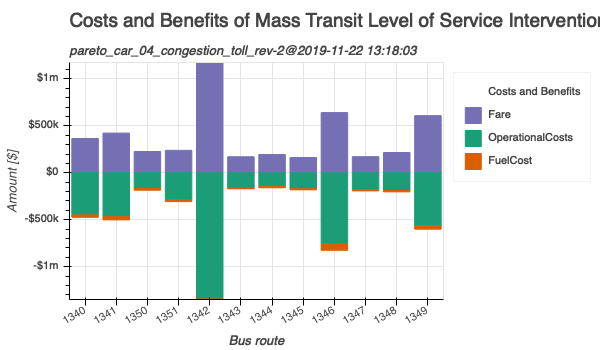 Costs and Benefits of Mass Transit Level of Service Intervention
pareto_car_04_congestion_toll_rev-2@2019-11-22 13:18:03
$1m
$500k
$0
-$500k
-$1m
Amount [$]
1340 1341 1350 1351 1342 1343 1344 1345 1346 1347 1348 1349
Bus route
Costs and Benefits
Fare
OperationalCosts
FuelCost